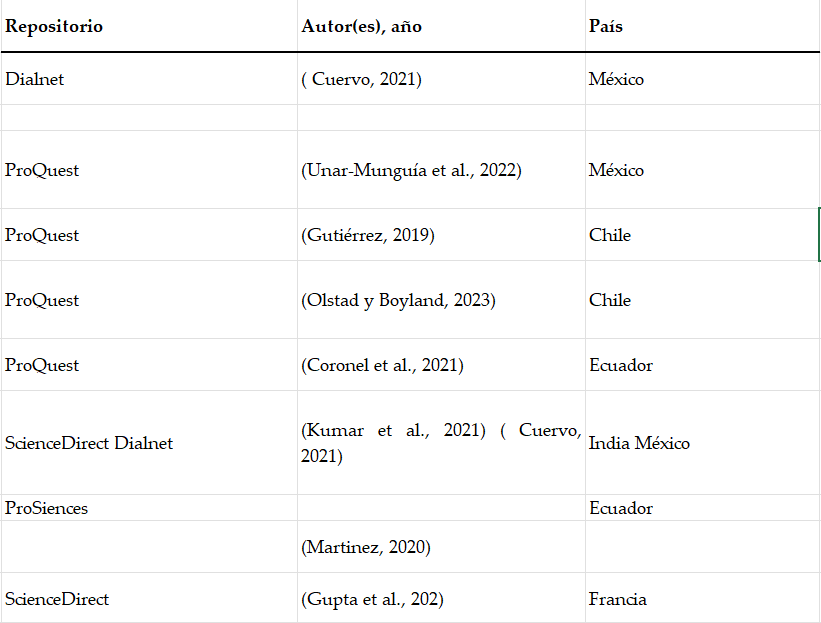 Repositorio Autor(es), año País
Dialnet ( Cuervo, 2021) México
ProQuest (Unar-Munguía et al., 2022) México
ProQuest (Gutiérrez, 2019) Chile
ProQuest (Olstad y Boyland, 2023) Chile
ProQuest (Coronel et al., 2021) Ecuador
ScienceDirect Dialnet (Kumar et al., 2021) ( Cuervo, 2021) India México
ProSiences Ecuador
(Martinez, 2020)
ScienceDirect (Gupta et al., 202) Francia